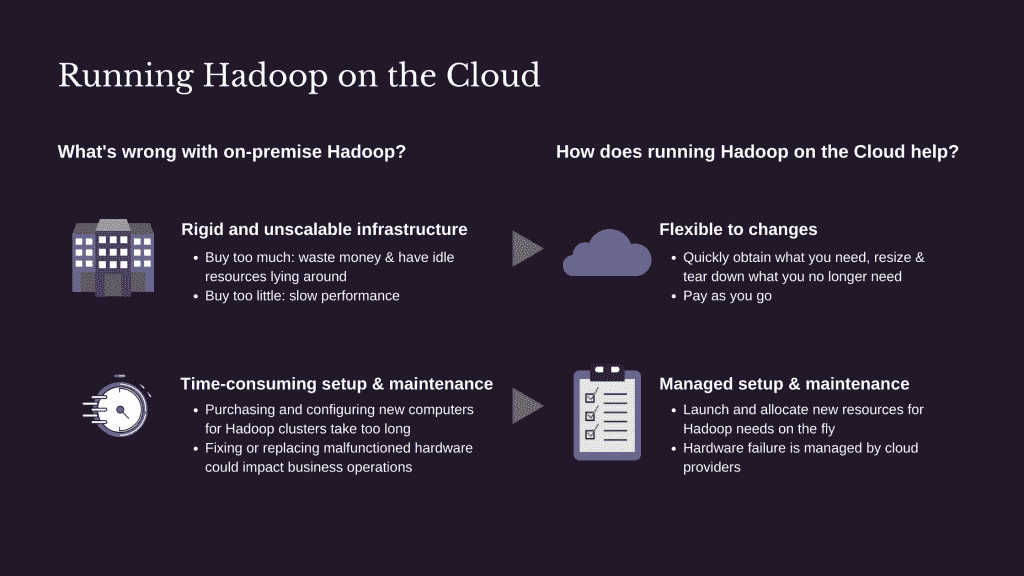 Running Hadoop on the Cloud
What's wrong with on-premise Hadoop?
Rigid and unscalable infrastructure
• Buy too much: waste money & have idle
resources lying around
• Buy too little: slow performance
Time-consuming setup & maintenance
• Purchasing and configuring new computers
for Hadoop clusters take too long
• Fixing or replacing malfunctioned hardware
could impact business operations
How does running Hadoop on the Cloud help?
Flexible to changes
• Quickly obtain what you need, resize &
tear down what you no longer need
• Pay as you go
Managed setup & maintenance
• Launch and allocate new resources for
Hadoop needs on the fly
• Hardware failure is managed by cloud
providers